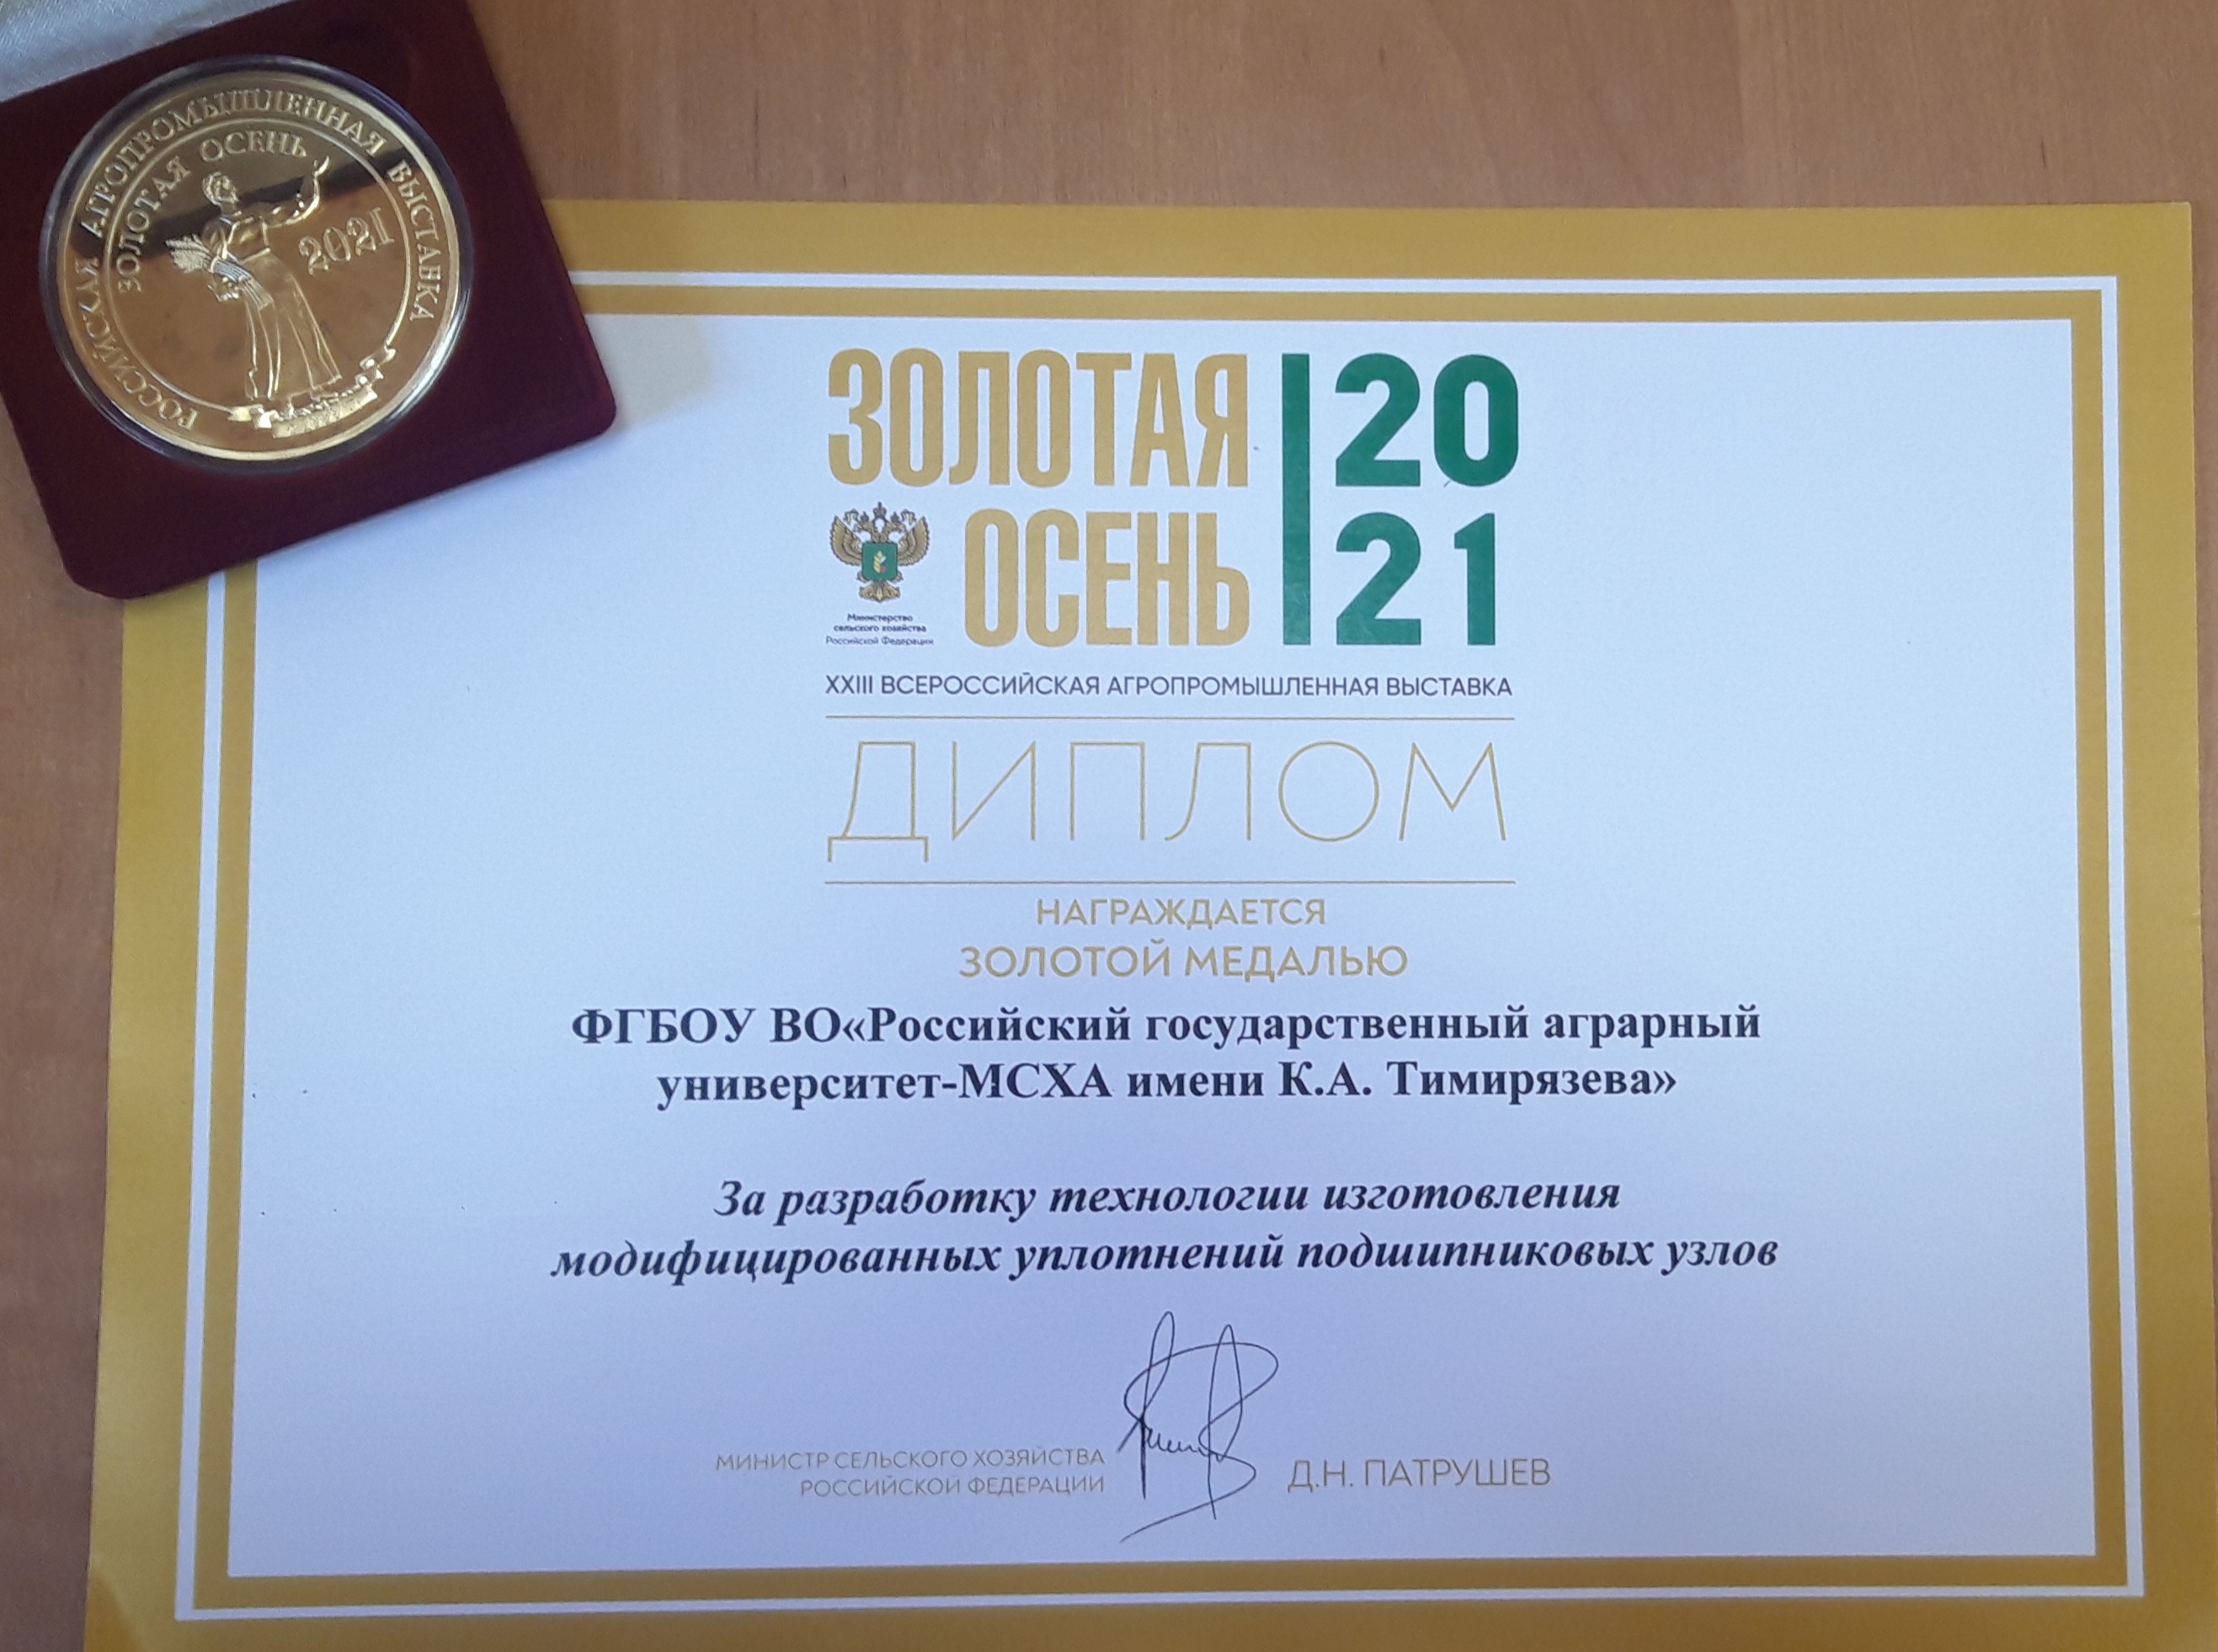 РОССИЙСКАЯ АГРОПРОМЫШЛЕННАЯ ВЫСТАВКА
ЗОЛОТАЯ ОСЕНЬ
2021
ЗОЛОТАЯ
ОСЕНЬ
20
21
Министерство
сельского хозяйства
Российской Федерации
XXIII ВСЕРОССИЙСКАЯ АГРОПРОМЫШЛЕННАЯ ВЫСТАВКА
ДИПЛОМ
НАГРАЖДАЕТСЯ
ЗОЛОТОЙ МЕДАЛЬЮ
ФГБОУ ВО«Российский государственный аграрный
университет-МСХА имени К.А. Тимирязева»
За разработку технологии изготовления
модифицированных уплотнений подшипниковых узлов
МИНИСТР СЕЛЬСКОГО ХОЗЯЙСТВА
РОССИЙСКОЙ ФЕДЕРАЦИИ
Д.Н. ПАТРУШЕВ